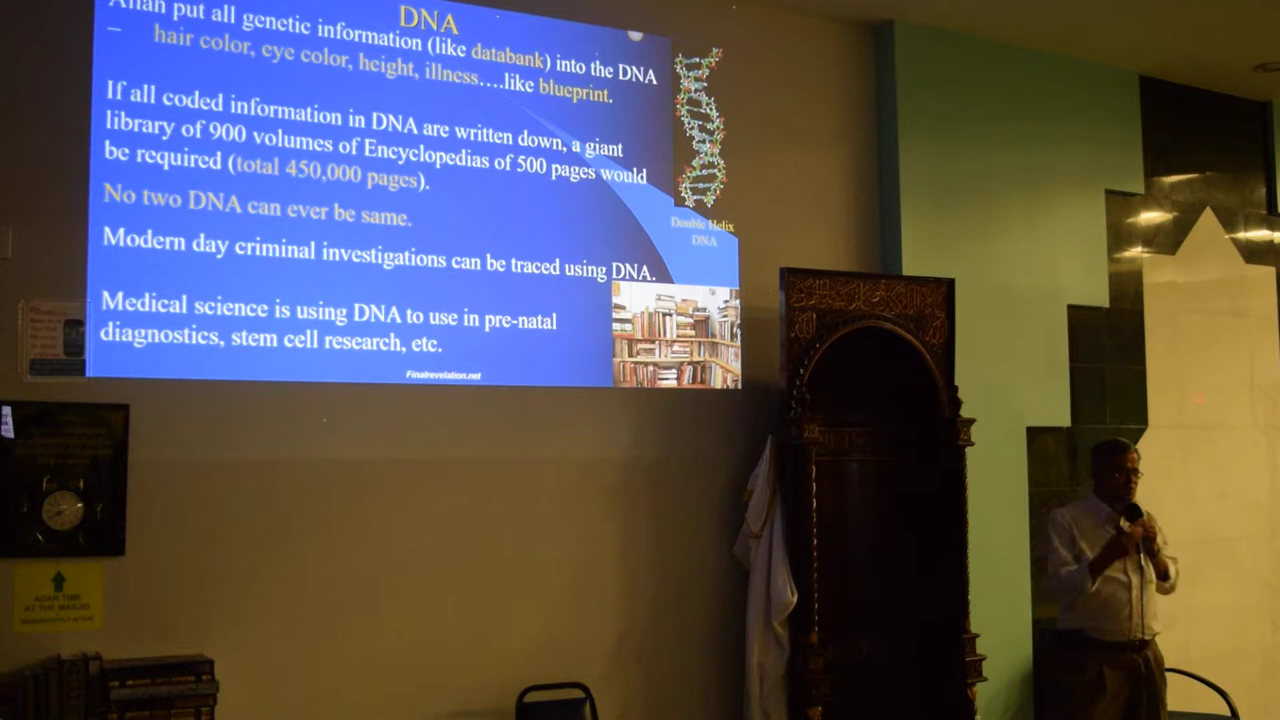 DNA
Allah put all genetic information (like databank) into the DNA
– hair color, eye color, height, illness….like blueprint.
If all coded information in DNA are written down, a giant
library of 900 volumes of Encyclopedias of 500 pages would
be required (total 450,000 pages).
No two DNA can ever be same.
Modern day criminal investigations can be traced using DNA.
Medical science is using DNA to use in pre-natal
diagnostics, stem cell research, etc.
Double Helix
DNA
Finalrevelation.net
ADAN TIME
AT THE MASJID